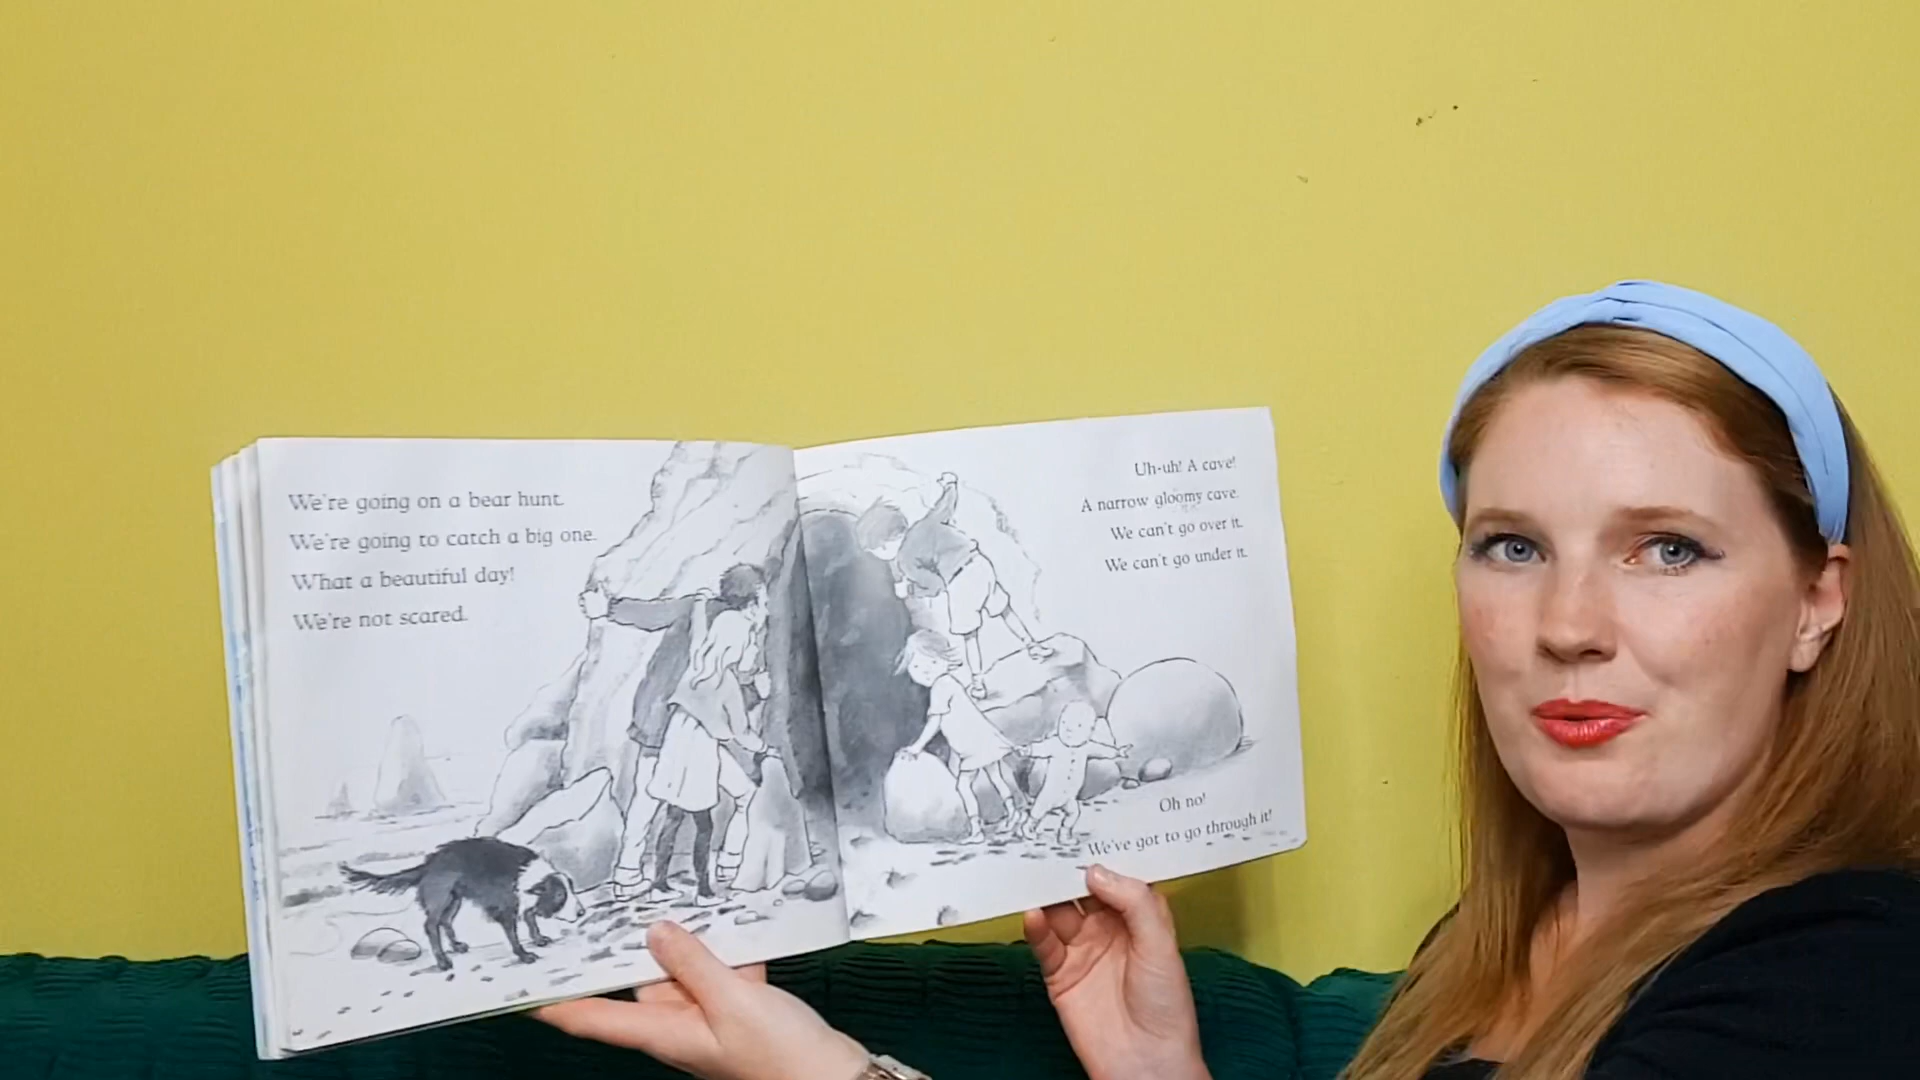 We're going on a bear hunt.
We're going to catch a big one.
What a beautiful day!
We're not scared.
Uh-uh! A cave!
A narrow gloomy cave.
We can't go over it.
We can't go under it.
Oh no!
We've got to go through it!